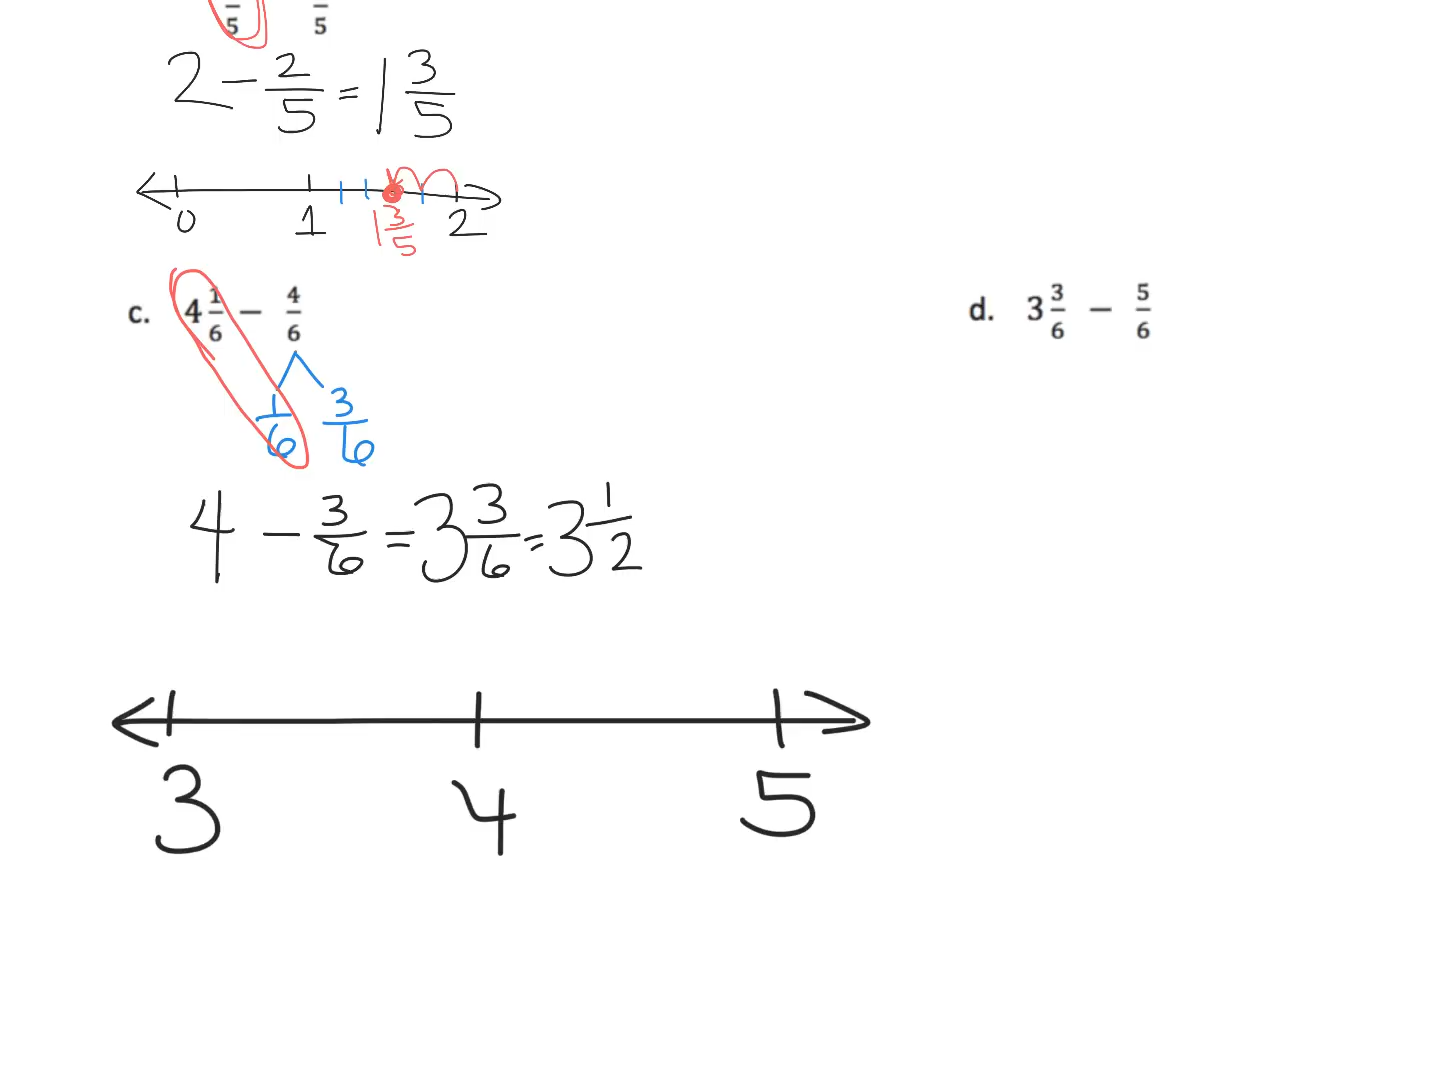 5 5
2 - 2/5 = 1 3/5
0 1 1 3/5 2
c. 4 1/6 - 4/6
d. 3 3/6 - 5/6
1/6 3/6
4 - 3/6 = 3 3/6 = 3 1/2
3 4 5